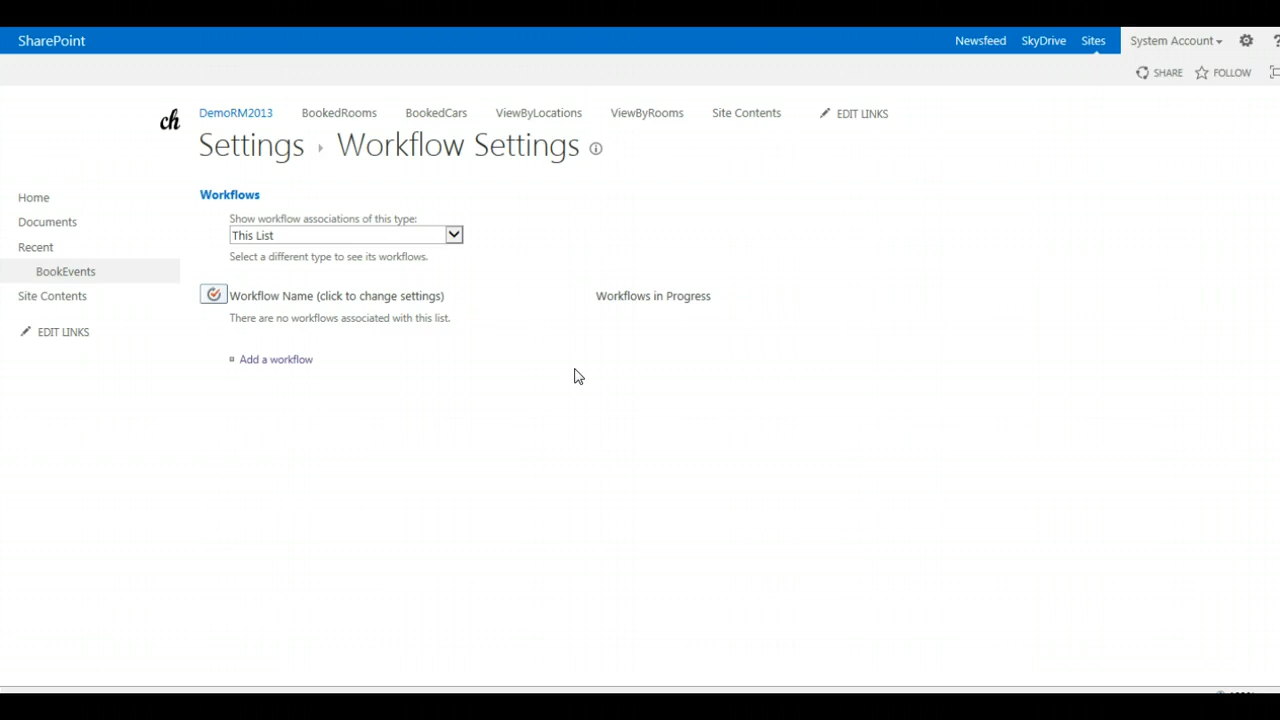 SharePoint
Newsfeed SkyDrive Sites System Account ?
SHARE FOLLOW
ch
DemoRM2013 BookedRooms BookedCars ViewByLocations ViewByRooms Site Contents EDIT LINKS
Settings Workflow Settings
Home
Documents
Recent
BookEvents
Site Contents
EDIT LINKS
Workflows
Show workflow associations of this type:
This List
Select a different type to see its workflows.
Workflow Name (click to change settings) Workflows in Progress
There are no workflows associated with this list.
Add a workflow